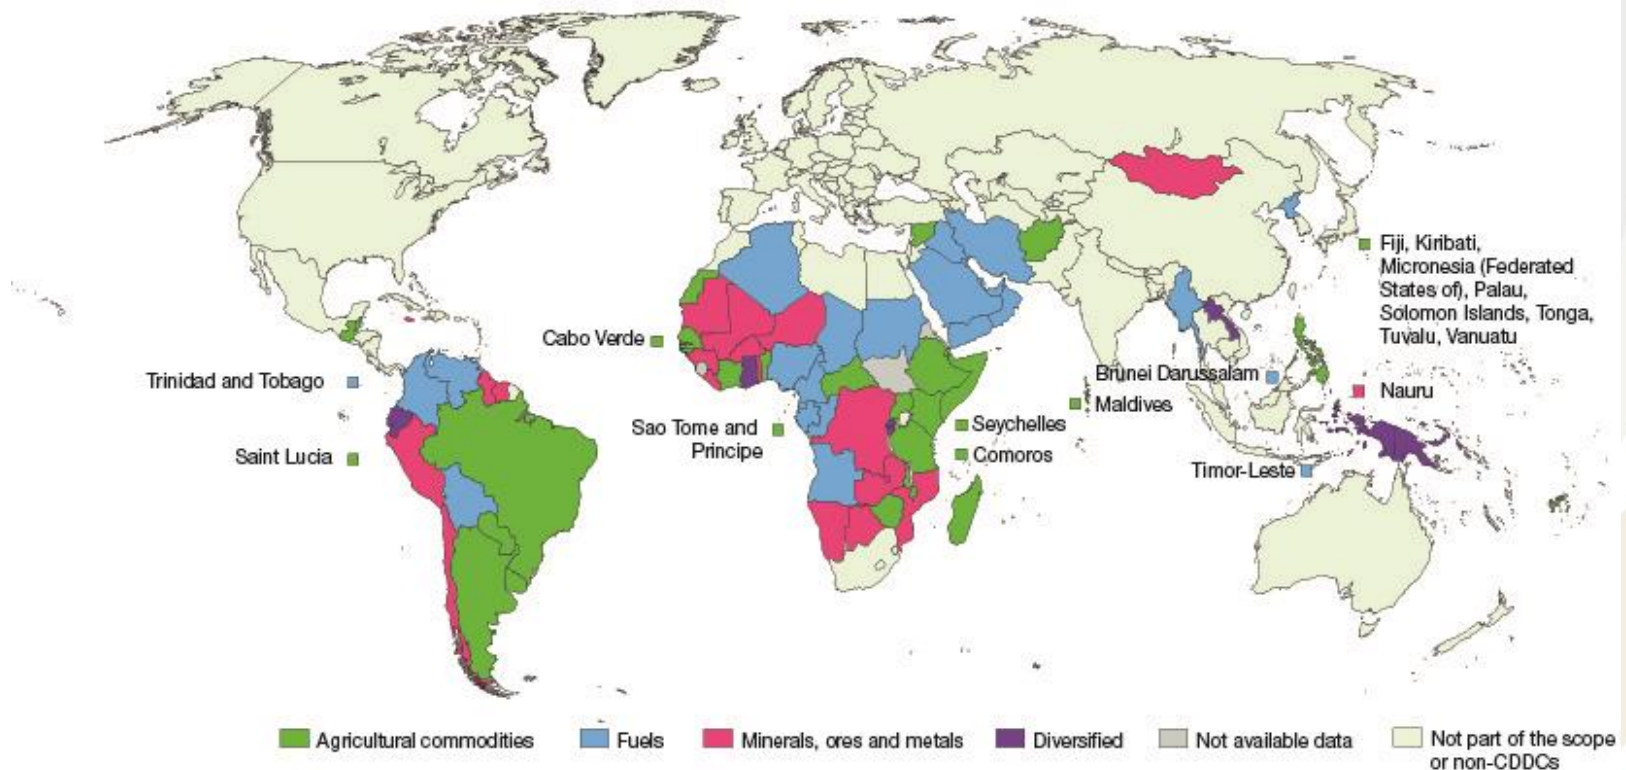 Fiji, Kiribati,
Micronesia (Federated
States of), Palau,
Solomon Islands, Tonga,
Tuvalu, Vanuatu
Cabo Verde
Trinidad and Tobago
Brunei Darussalam
Nauru
Maldives
Sao Tome and
Principe
Seychelles
Saint Lucia
Comoros
Timor-Leste
Agricultural commodities
Fuels
Minerals, ores and metals
Diversified
Not available data
Not part of the scope
or non-CDDCs